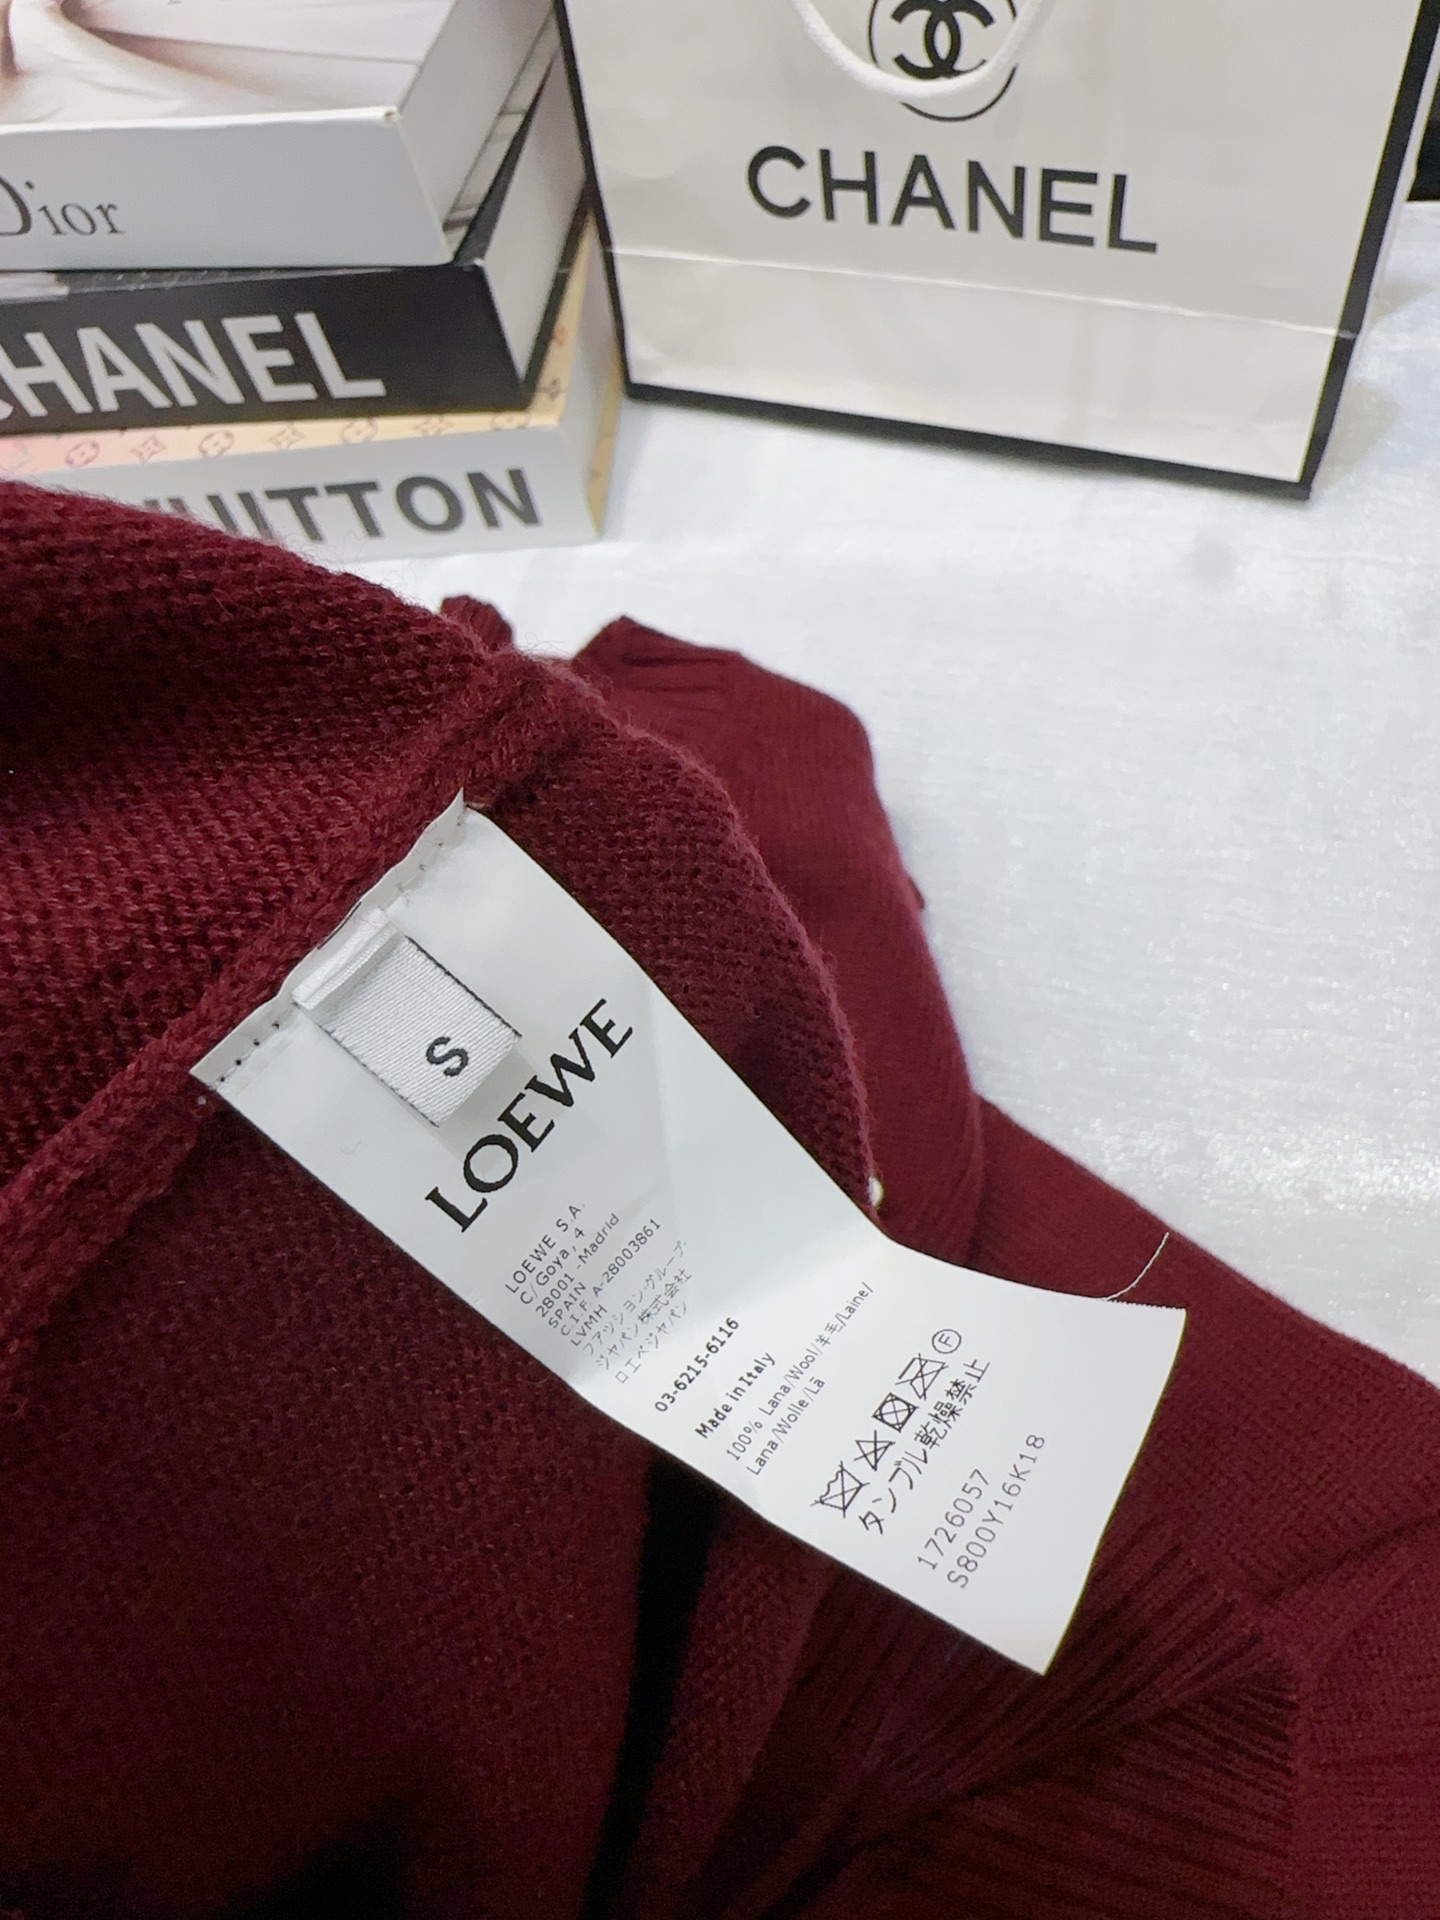 CHANEL
Dior
CHANEL
VUITTON
S
LOEWE
LOEWE S.A.
C/Goya, 4
28001 -Madrid
SPAIN
C.I.F A-28003861
LVMH
ファッション・グループ・
ジャパン株式会社
ロエベジャパン
03-6215-6116
Made in Italy
100% Lana/Wool/羊毛/Laine/
Lana/Wolle/Lã
F
タンブル乾燥禁止
1726057
S800Y16K18